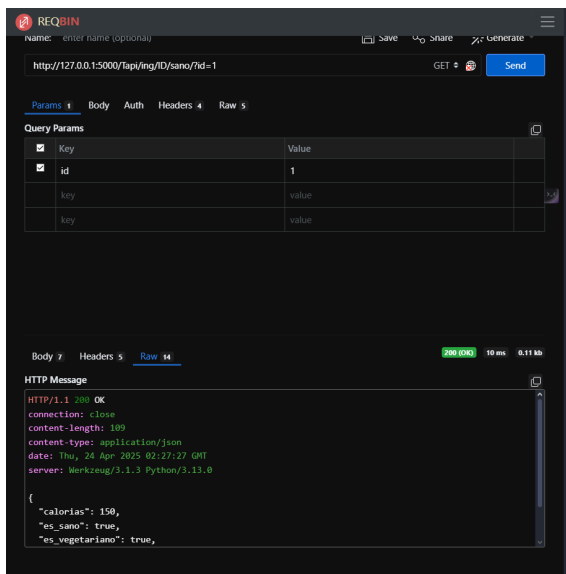 REQBIN
Name: enter name (optional) Save Share Generate
http://127.0.0.1:5000/Tapi/ing/ID/sano/?id=1 GET Send
Params 1 Body Auth Headers 4 Raw 5
Query Params
Key Value
id 1
key value
key value
Body 7 Headers 5 Raw 14 200 (OK) 10 ms 0.11 kb
HTTP Message
HTTP/1.1 200 OK
connection: close
content-length: 109
content-type: application/json
date: Thu, 24 Apr 2025 02:27:27 GMT
server: Werkzeug/3.1.3 Python/3.13.0
{
"calorias": 150,
"es_sano": true,
"es_vegetariano": true,